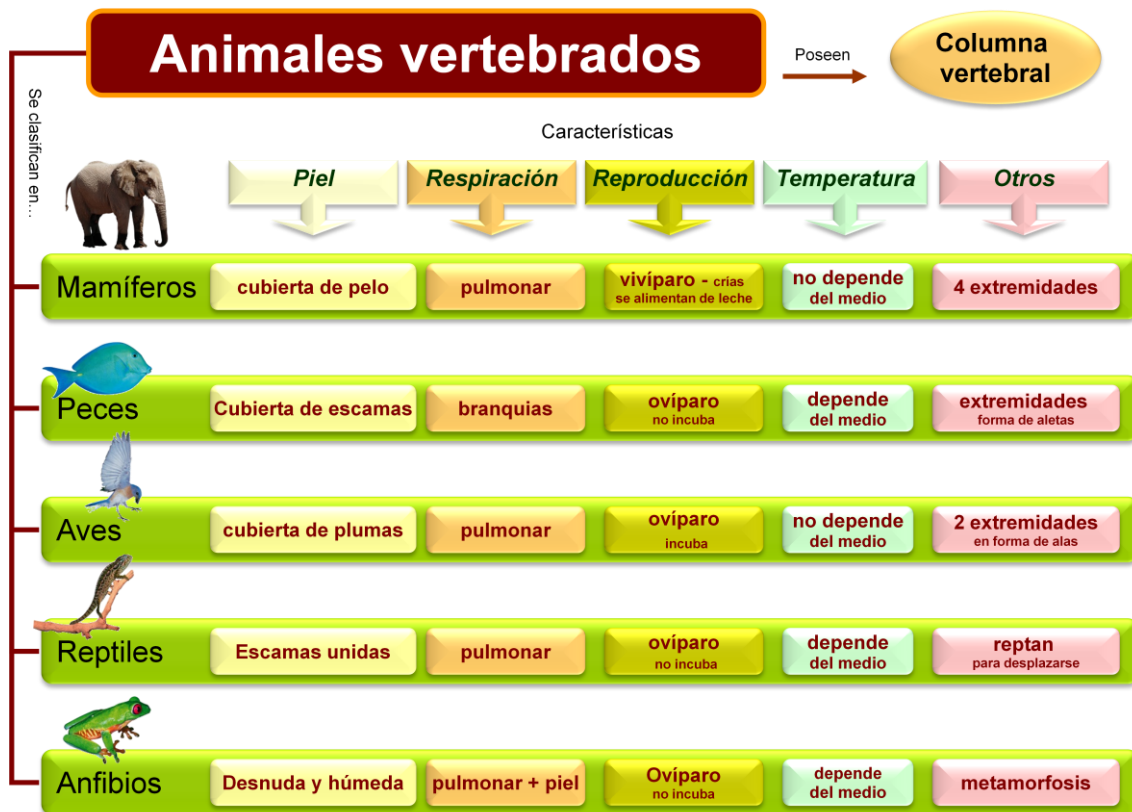 Animales vertebrados
Poseen
Columna
vertebral
Se clasifican en…
Características
Piel
Respiración
Reproducción
Temperatura
Otros
Mamíferos
cubierta de pelo
pulmonar
vivíparo - crías
se alimentan de leche
no depende
del medio
4 extremidades
Peces
Cubierta de escamas
branquias
ovíparo
no incuba
depende
del medio
extremidades
forma de aletas
Aves
cubierta de plumas
pulmonar
ovíparo
incuba
no depende
del medio
2 extremidades
en forma de alas
Reptiles
Escamas unidas
pulmonar
ovíparo
no incuba
depende
del medio
reptan
para desplazarse
Anfibios
Desnuda y húmeda
pulmonar + piel
Ovíparo
no incuba
depende
del medio
metamorfosis